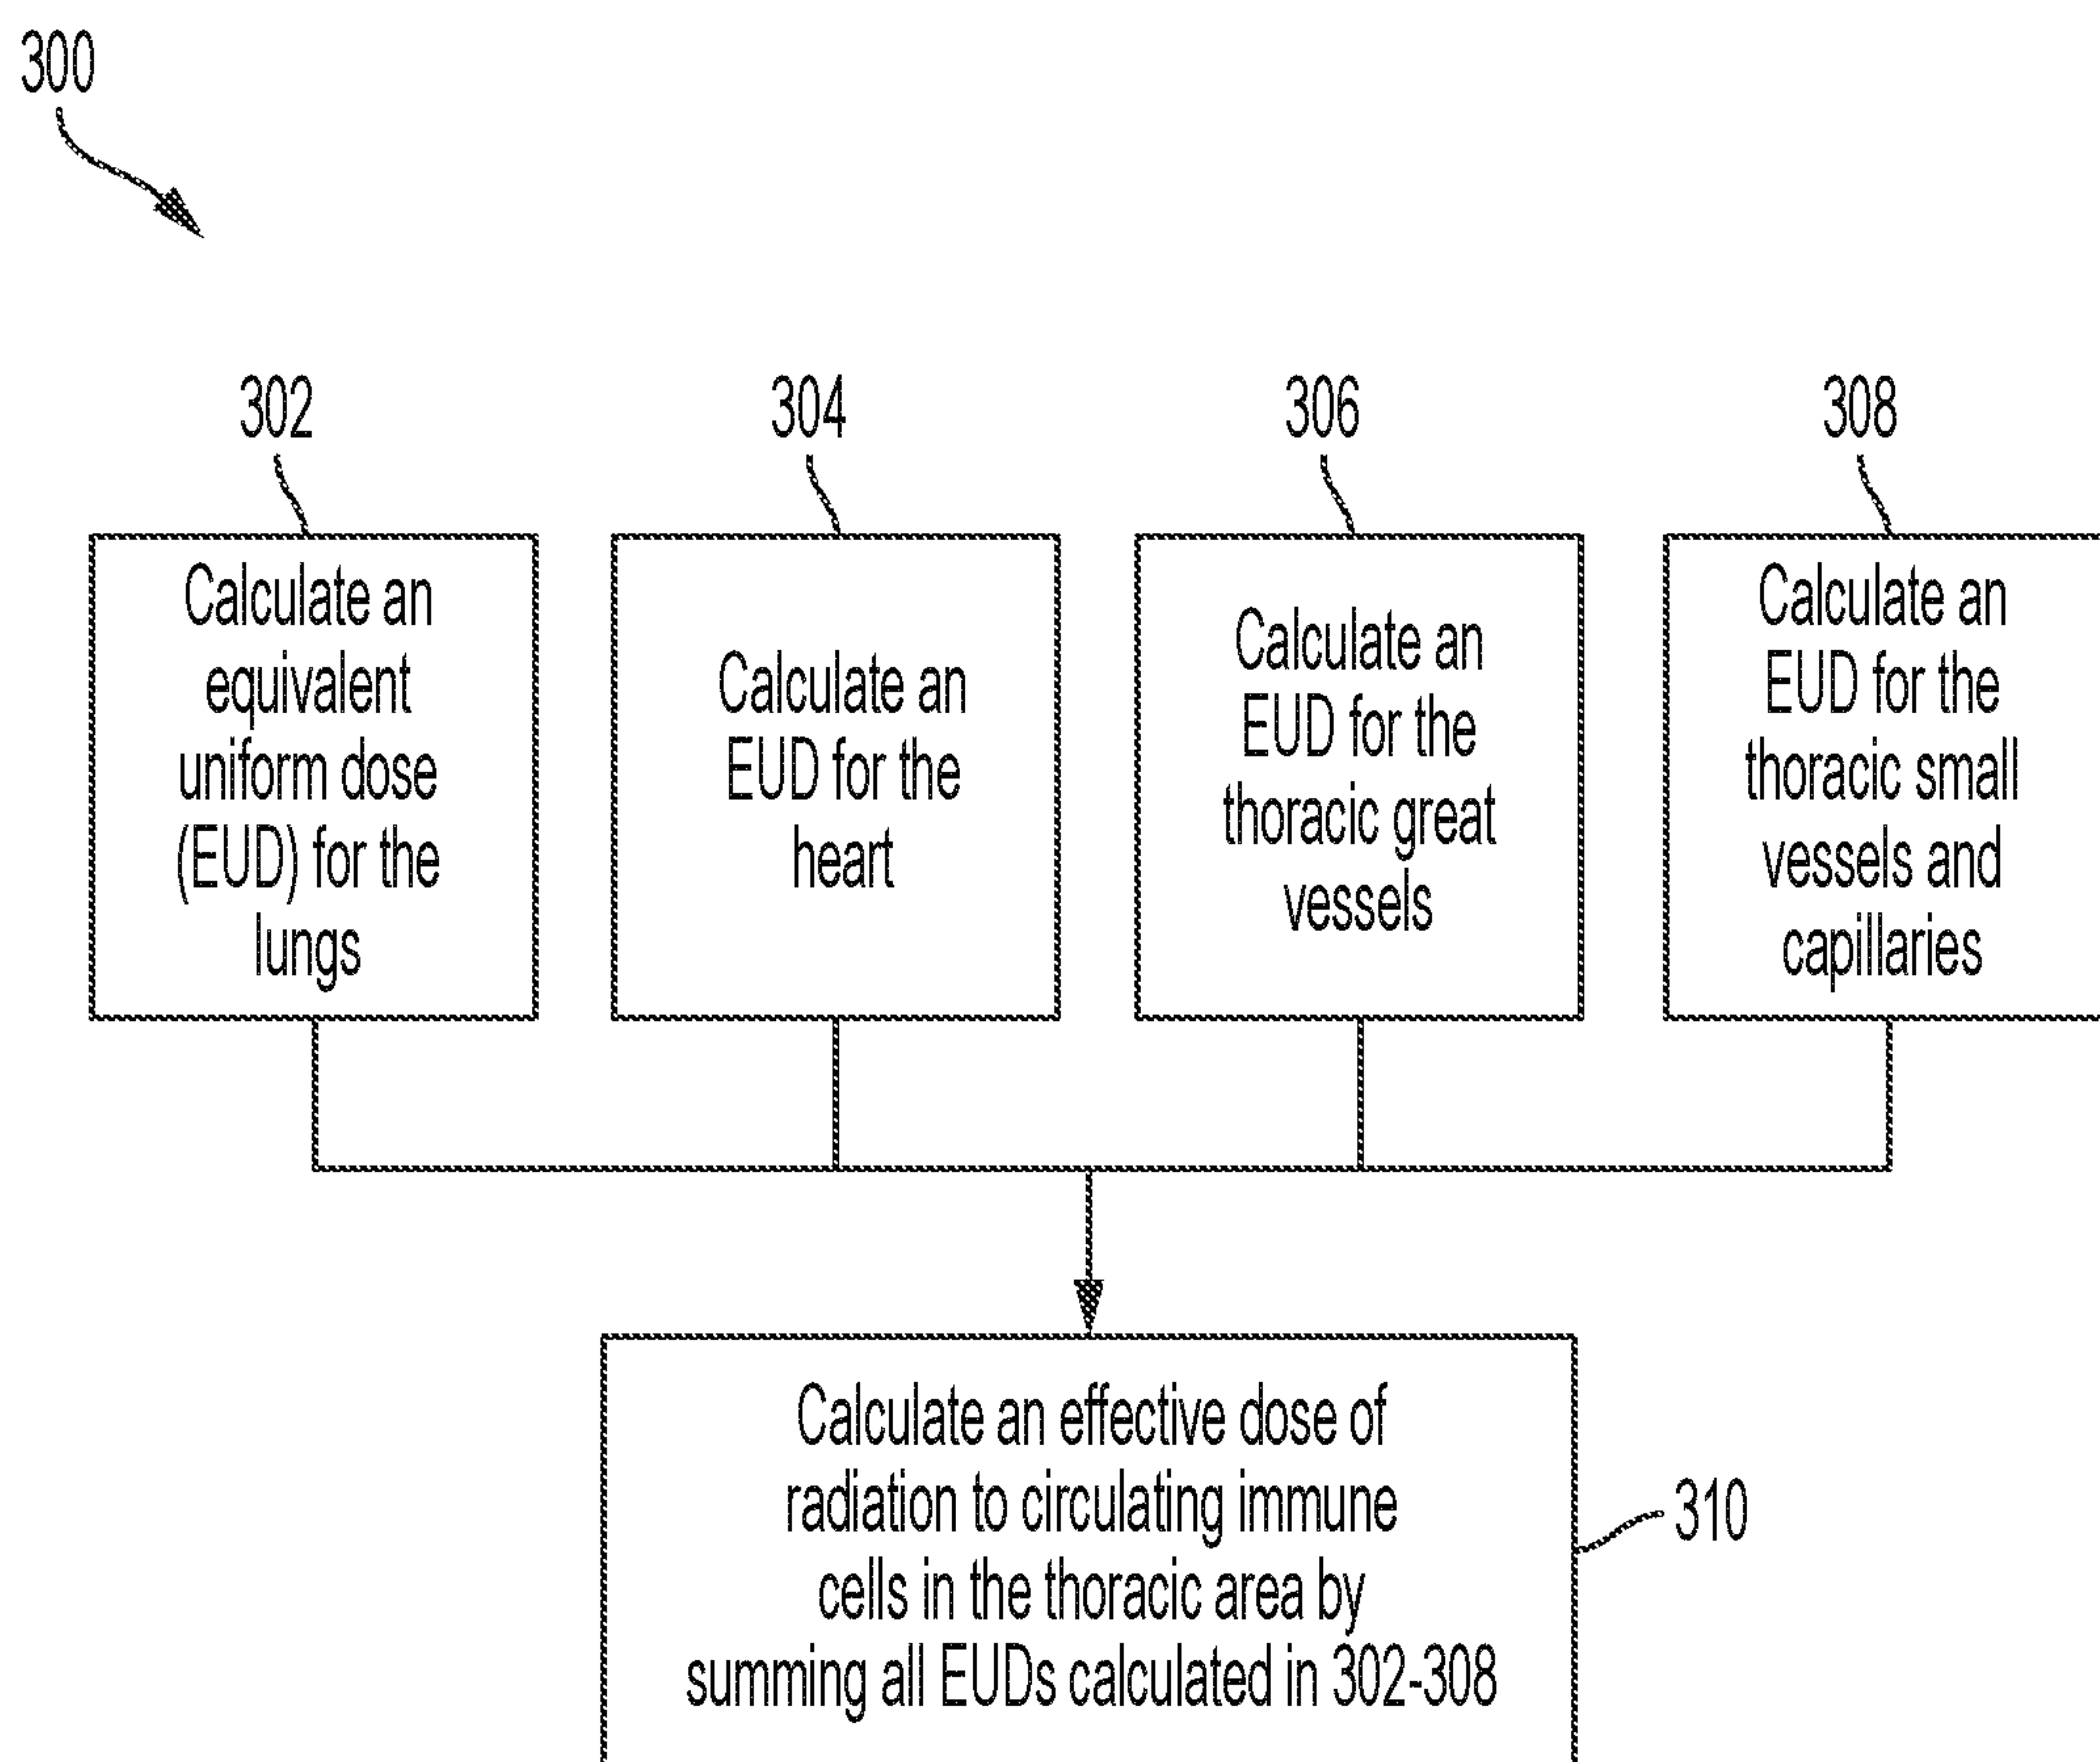 300
302
304
306
308
Calculate an
equivalent
uniform dose
(EUD) for the
lungs
Calculate an
EUD for the
heart
Calculate an
EUD for the
thoracic great
vessels
Calculate an
EUD for the
thoracic small
vessels and
capillaries
Calculate an effective dose of
radiation to circulating immune
cells in the thoracic area by
summing all EUDs calculated in 302-308
310